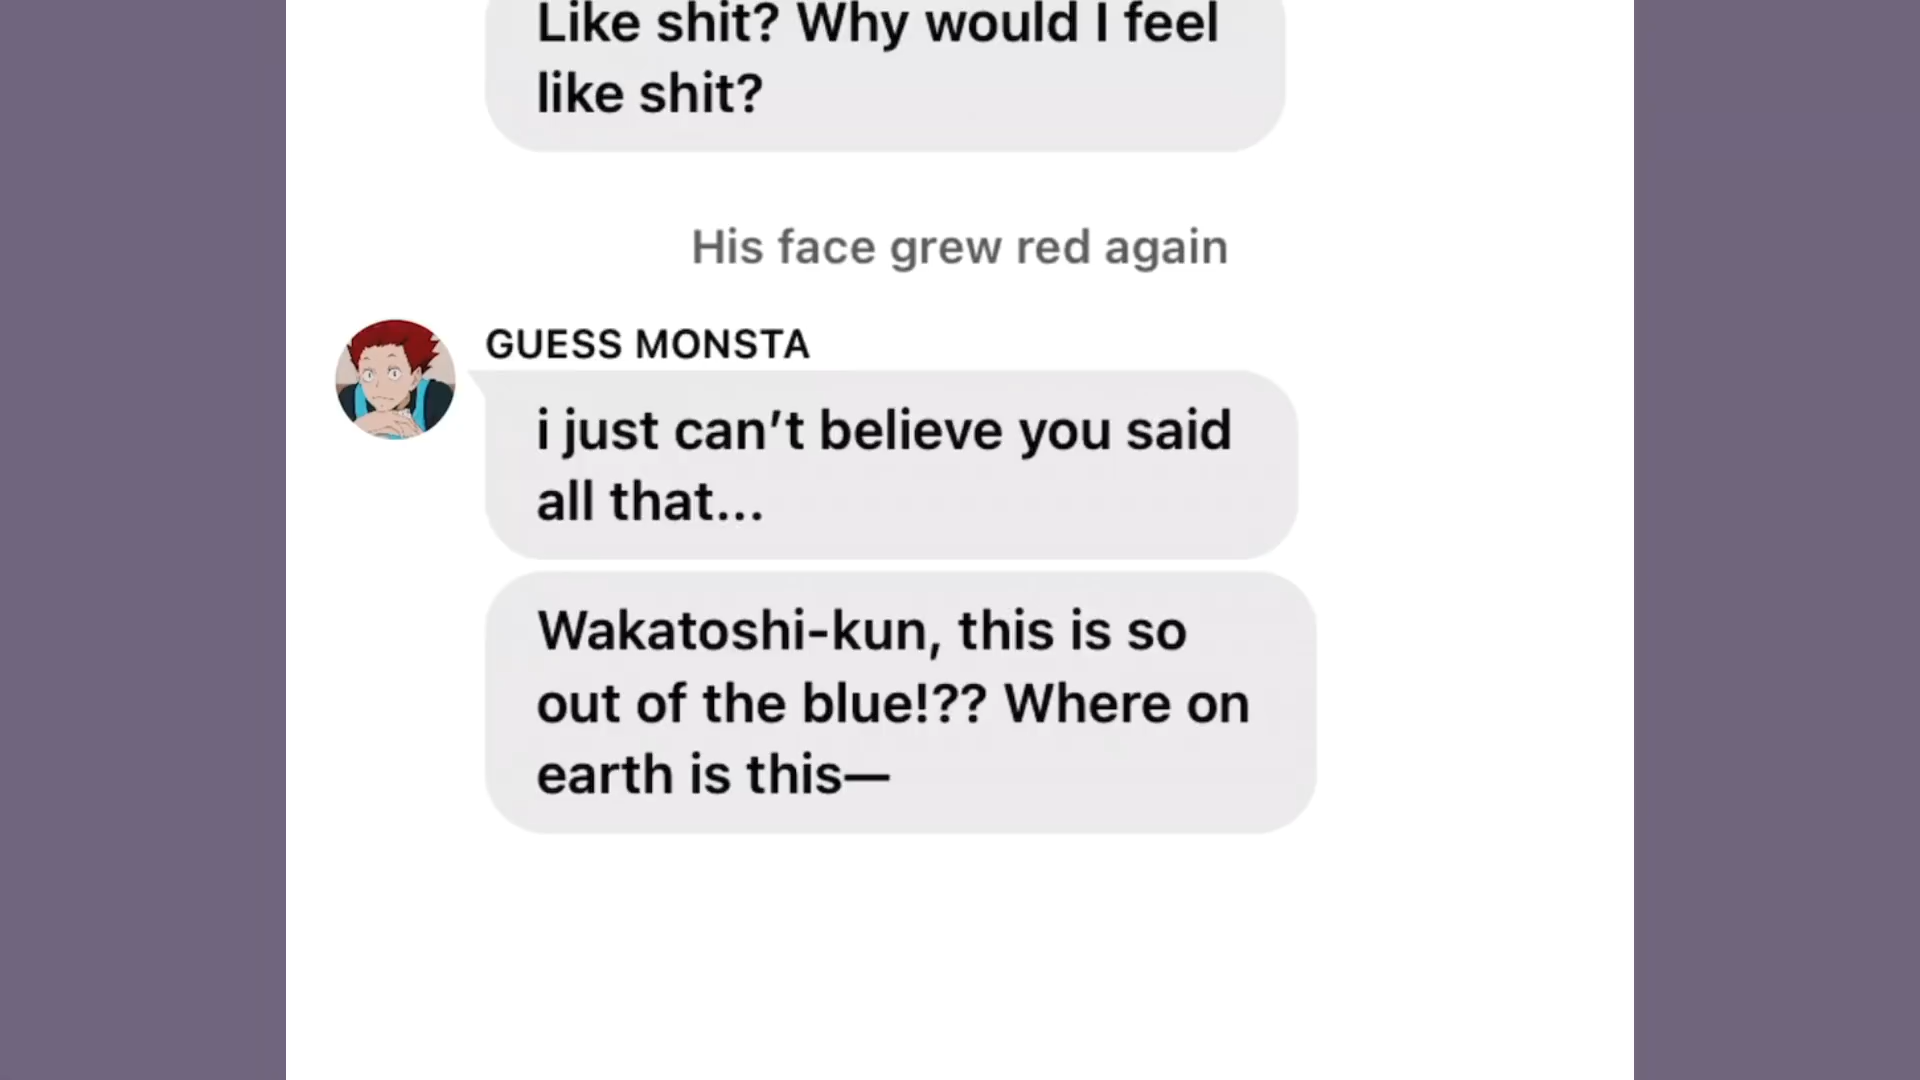 Like shit? Why would I feel
like shit?
His face grew red again
GUESS MONSTA
i just can’t believe you said
all that...
Wakatoshi-kun, this is so
out of the blue!?? Where on
earth is this—